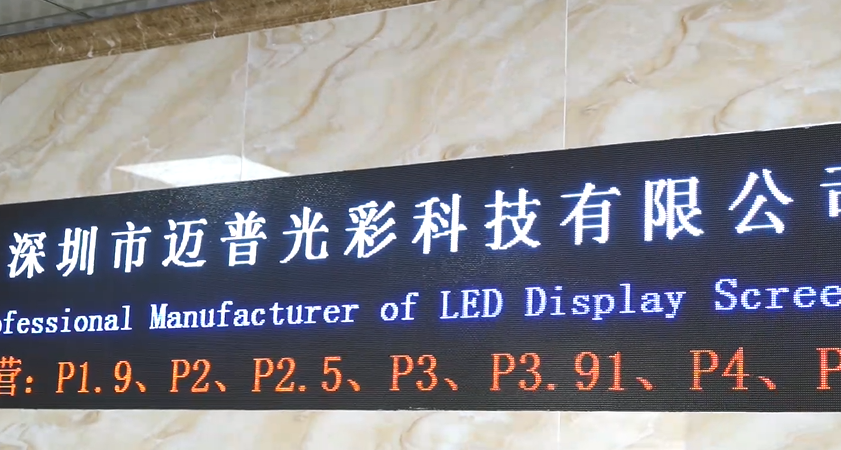 深圳市迈普光彩科技有限公司
ofessional Manufacturer of LED Display Scree
营：P1.9、P2、P2.5、P3、P3.91、P4、P